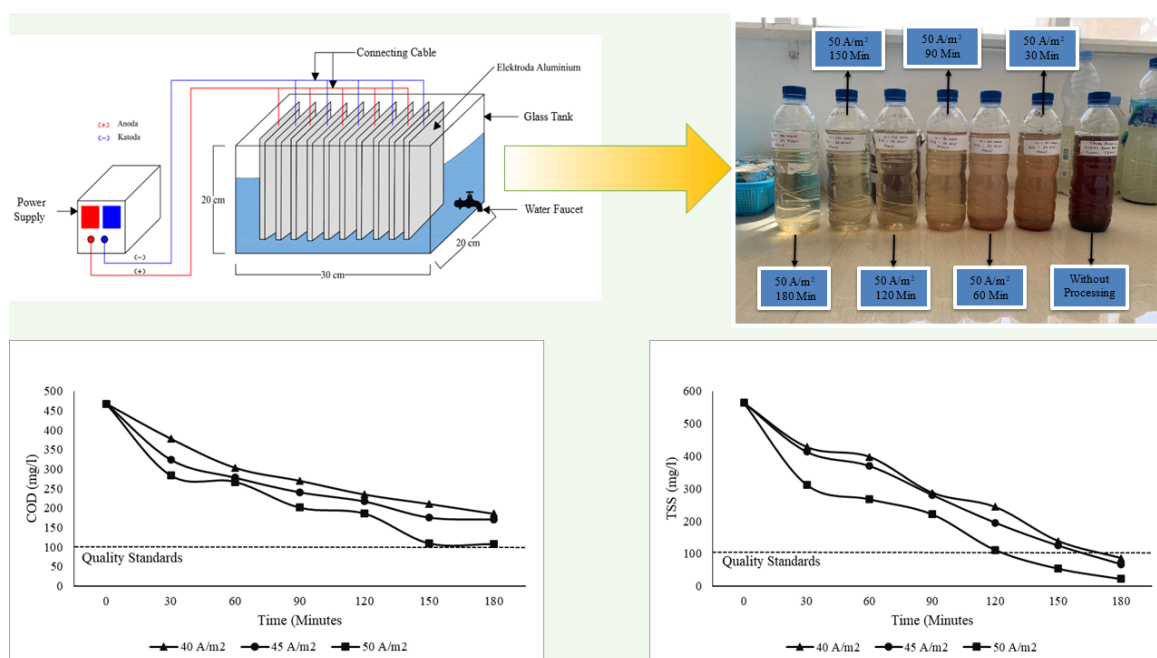 Connecting Cable
Elektroda Aluminium
Glass Tank
(+) Anoda
(−) Katoda
Power
Supply
20 cm
Water Faucet
20 cm
(−)
(+)
30 cm
50 A/m²
150 Min
50 A/m²
90 Min
50 A/m²
30 Min
50 A/m²
180 Min
50 A/m²
120 Min
50 A/m²
60 Min
Without
Processing
COD (mg/l)
500
450
400
350
300
250
200
150
100
50
0
Quality Standards
0 30 60 90 120 150 180
Time (Minutes
40 A/m2 45 A/m2 50 A/m2
TSS (mg/l)
600
500
400
300
200
100
0
Quality Standards
0 30 60 90 120 150 180
Time (Minutes
40 A/m2 45 A/m2 50 A/m2